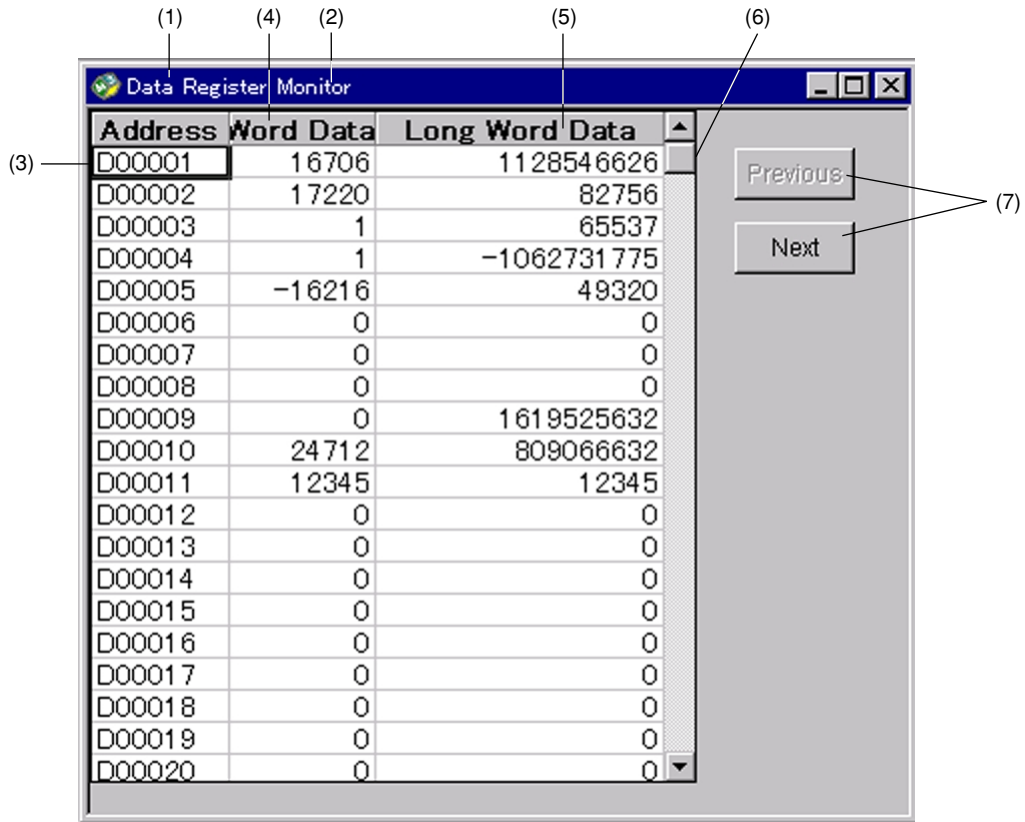 (1) (4) (2) (5) (6)
Data Register Monitor
Address Word Data Long Word Data
(3) D00001 16706 1128546626 Previous
D00002 17220 82756 (7)
D00003 1 65537 Next
D00004 1 -1062731775
D00005 -16216 49320
D00006 0 0
D00007 0 0
D00008 0 0
D00009 0 1619525632
D00010 24712 809066632
D00011 12345 12345
D00012 0 0
D00013 0 0
D00014 0 0
D00015 0 0
D00016 0 0
D00017 0 0
D00018 0 0
D00019 0 0
D00020 0 0